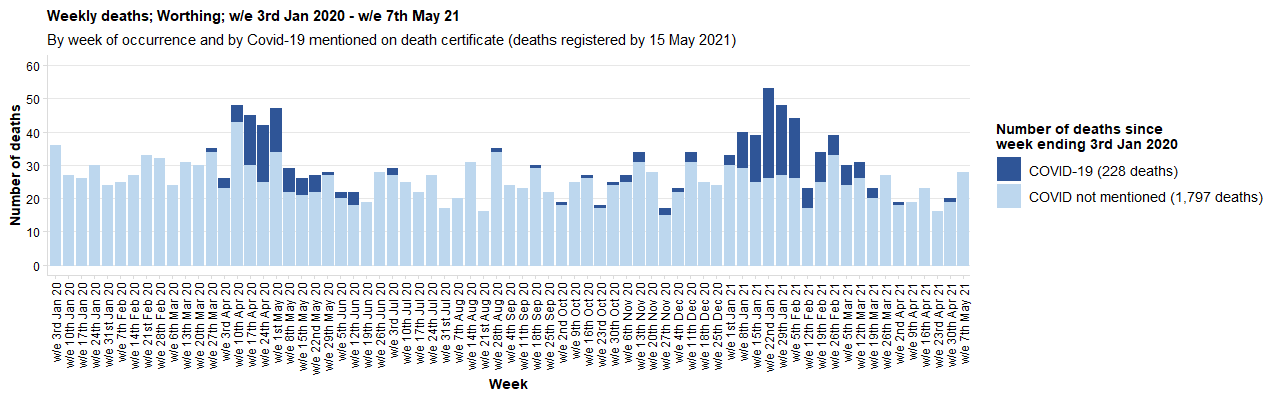 Weekly deaths; Worthing; w/e 3rd Jan 2020 - w/e 7th May 21
By week of occurrence and by Covid-19 mentioned on death certificate (deaths registered by 15 May 2021)
Number of deaths
60
50
40
30
20
10
0
w/e 3rd Jan 20
w/e 10th Jan 20
w/e 17th Jan 20
w/e 24th Jan 20
w/e 31st Jan 20
w/e 7th Feb 20
w/e 14th Feb 20
w/e 21st Feb 20
w/e 28th Feb 20
w/e 6th Mar 20
w/e 13th Mar 20
w/e 20th Mar 20
w/e 27th Mar 20
w/e 3rd Apr 20
w/e 10th Apr 20
w/e 17th Apr 20
w/e 24th Apr 20
w/e 1st May 20
w/e 8th May 20
w/e 15th May 20
w/e 22nd May 20
w/e 29th May 20
w/e 5th Jun 20
w/e 12th Jun 20
w/e 19th Jun 20
w/e 26th Jun 20
w/e 3rd Jul 20
w/e 10th Jul 20
w/e 17th Jul 20
w/e 24th Jul 20
w/e 31st Jul 20
w/e 7th Aug 20
w/e 14th Aug 20
w/e 21st Aug 20
w/e 28th Aug 20
w/e 4th Sep 20
w/e 11th Sep 20
w/e 18th Sep 20
w/e 25th Sep 20
w/e 2nd Oct 20
w/e 9th Oct 20
w/e 16th Oct 20
w/e 23rd Oct 20
w/e 30th Oct 20
w/e 6th Nov 20
w/e 13th Nov 20
w/e 20th Nov 20
w/e 27th Nov 20
w/e 4th Dec 20
w/e 11th Dec 20
w/e 18th Dec 20
w/e 25th Dec 20
w/e 1st Jan 21
w/e 8th Jan 21
w/e 15th Jan 21
w/e 22nd Jan 21
w/e 29th Jan 21
w/e 5th Feb 21
w/e 12th Feb 21
w/e 19th Feb 21
w/e 26th Feb 21
w/e 5th Mar 21
w/e 12th Mar 21
w/e 19th Mar 21
w/e 26th Mar 21
w/e 2nd Apr 21
w/e 9th Apr 21
w/e 16th Apr 21
w/e 23rd Apr 21
w/e 30th Apr 21
w/e 7th May 21
Week
Number of deaths since
week ending 3rd Jan 2020
COVID-19 (228 deaths)
COVID not mentioned (1,797 deaths)